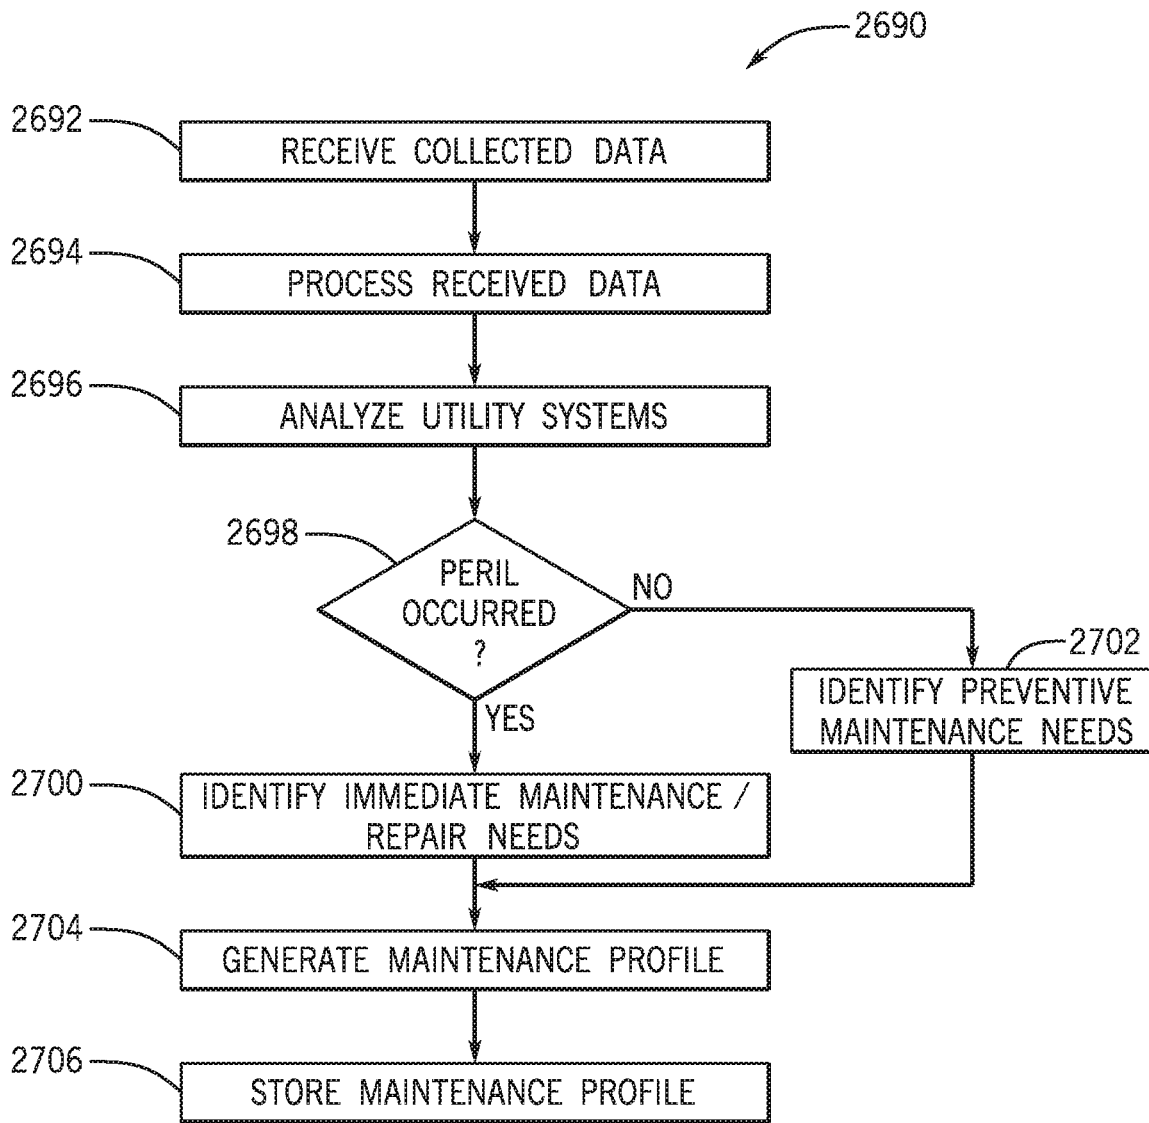 2690
2692
RECEIVE COLLECTED DATA
2694
PROCESS RECEIVED DATA
2696
ANALYZE UTILITY SYSTEMS
2698
PERIL
OCCURRED
?
NO
YES
2702
IDENTIFY PREVENTIVE
MAINTENANCE NEEDS
2700
IDENTIFY IMMEDIATE MAINTENANCE /
REPAIR NEEDS
2704
GENERATE MAINTENANCE PROFILE
2706
STORE MAINTENANCE PROFILE